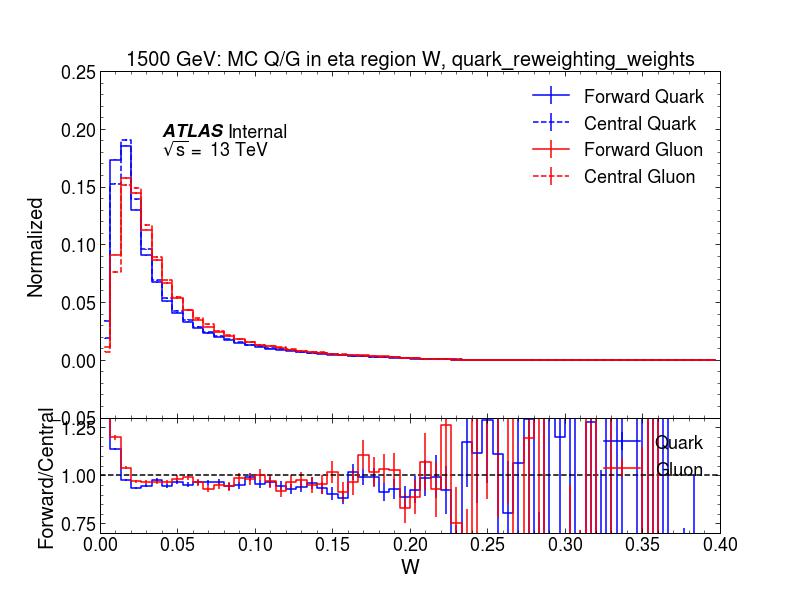 1500 GeV: MC Q/G in eta region W, quark_reweighting_weights
0.25
0.20
0.15
0.10
0.05
0.00
Normalized
ATLAS Internal
√s = 13 TeV
Forward Quark
Central Quark
Forward Gluon
Central Gluon
0.05
1.25
1.00
0.75
Forward/Central
Quark
Gluon
0.00 0.05 0.10 0.15 0.20 0.25 0.30 0.35 0.40
W